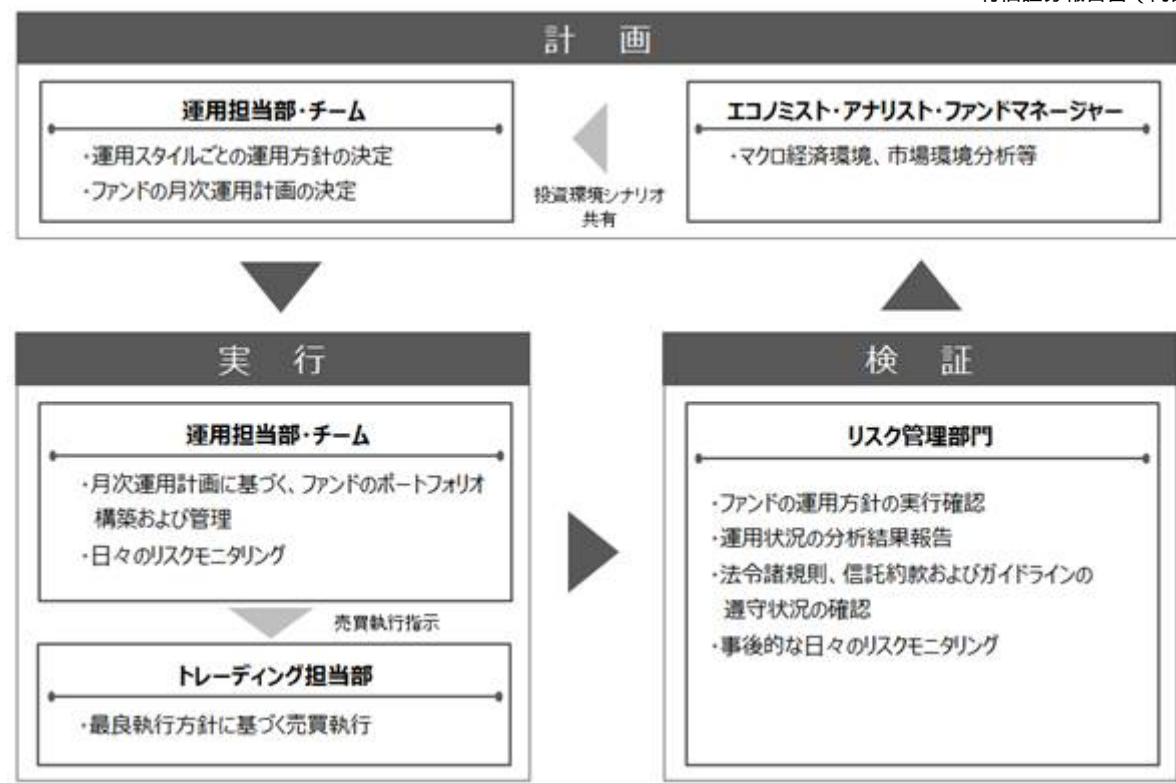 計 画
運用担当部・チーム
・運用スタイルごとの運用方針の決定
・ファンドの月次運用計画の決定
投資環境シナリオ
共有
エコノミスト・アナリスト・ファンドマネージャー
・マクロ経済環境、市場環境分析等
実 行
運用担当部・チーム
・月次運用計画に基づく、ファンドのポートフォリオ
構築および管理
・日々のリスクモニタリング
売買執行指示
トレーディング担当部
・最良執行方針に基づく売買執行
検 証
リスク管理部門
・ファンドの運用方針の実行確認
・運用状況の分析結果報告
・法令諸規則、信託約款およびガイドラインの
遵守状況の確認
・事後的な日々のリスクモニタリング